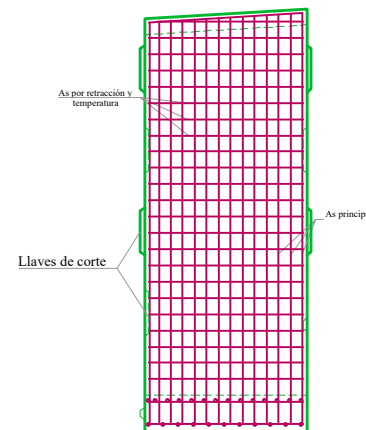 As por retracción y
temperatura
As princip
Llaves de corte